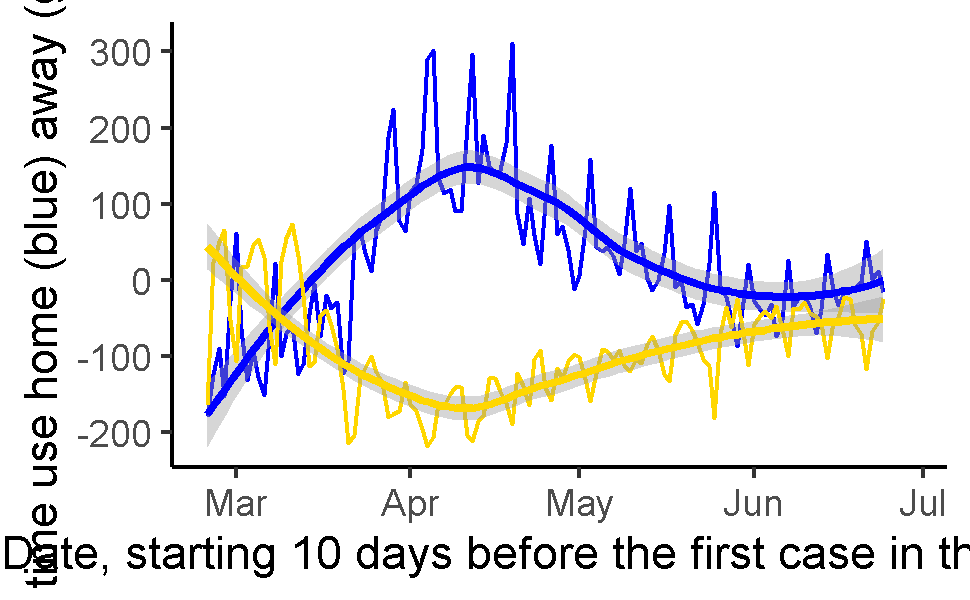 time use home (blue) away (
300
200
100
0
-100
-200
Mar Apr May Jun Jul
Date, starting 10 days before the first case in th